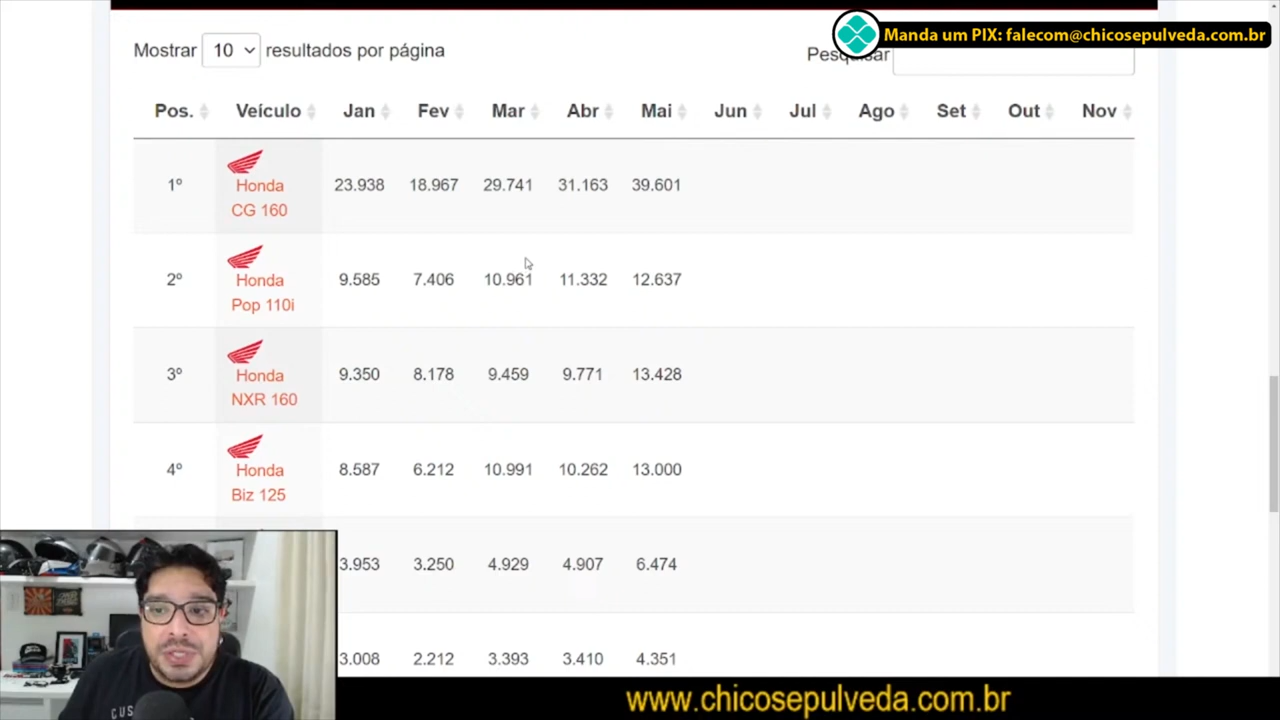 Manda um PIX: falecom@chicosepulveda.com.br
Mostrar 10 resultados por página
Pesquisar
Pos. Veículo Jan Fev Mar Abr Mai Jun Jul Ago Set Out Nov
1º Honda CG 160 23.938 18.967 29.741 31.163 39.601
2º Honda Pop 110i 9.585 7.406 10.961 11.332 12.637
3º Honda NXR 160 9.350 8.178 9.459 9.771 13.428
4º Honda Biz 125 8.587 6.212 10.991 10.262 13.000
3.953 3.250 4.929 4.907 6.474
3.008 2.212 3.393 3.410 4.351
www.chicosepulveda.com.br